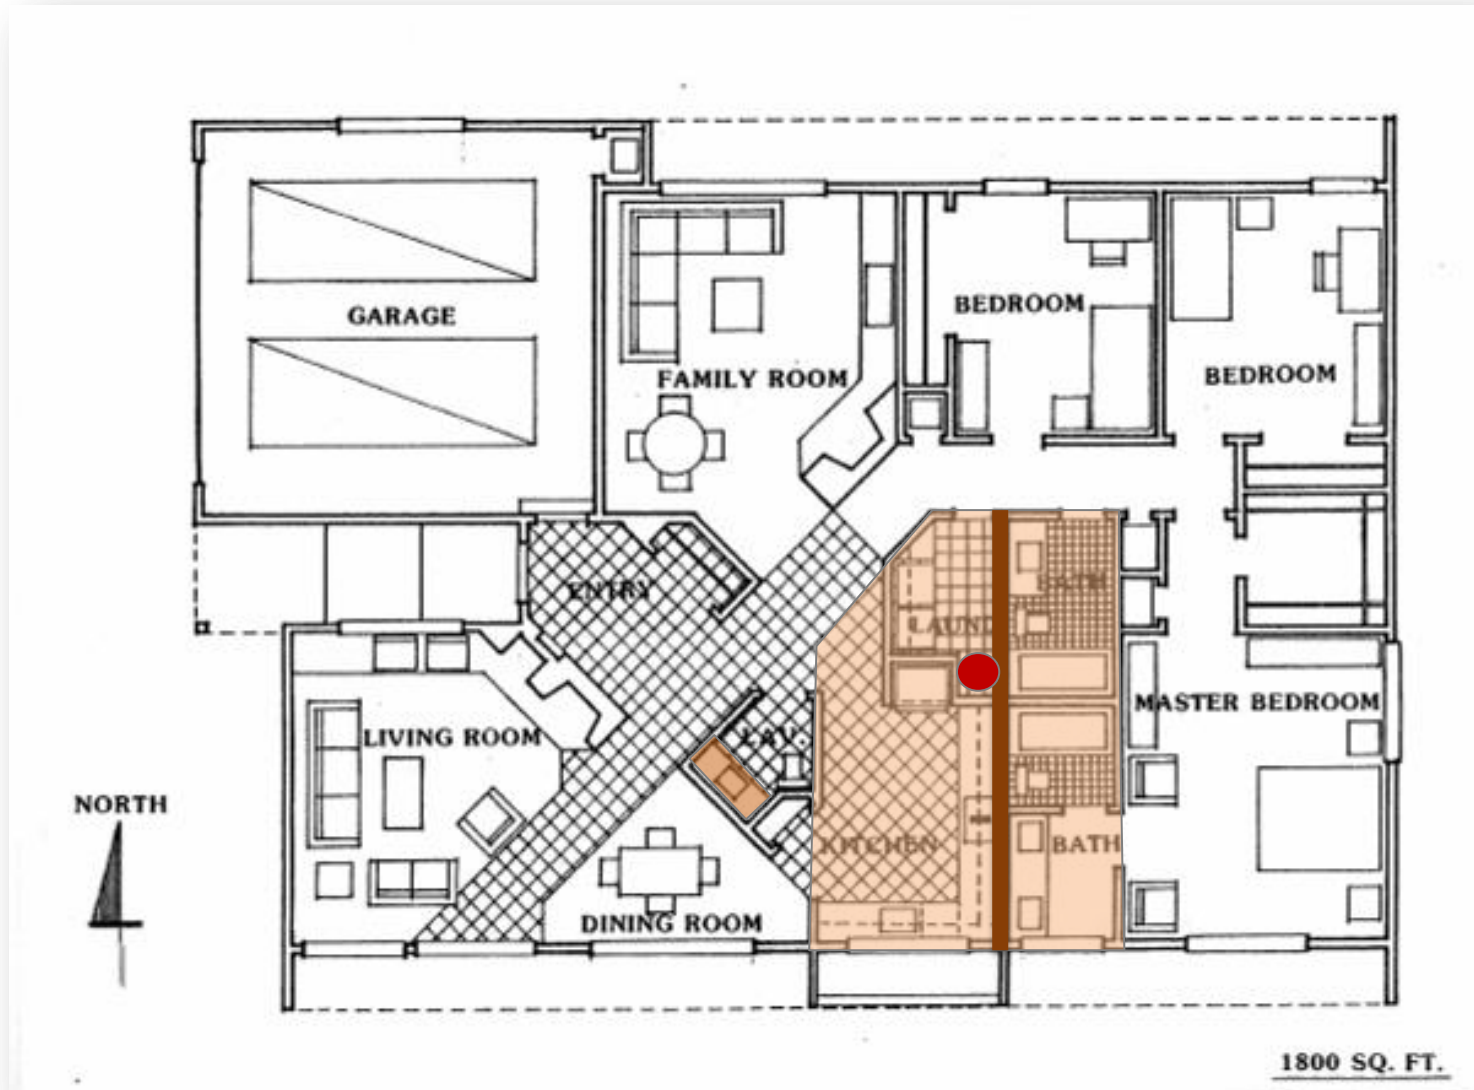 GARAGE
BEDROOM
FAMILY ROOM
BEDROOM
ENTRY
BATH
LAUN
MASTER BEDROOM
LIVING ROOM
LAV.
NORTH
KITCHEN
BATH
DINING ROOM
1800 SQ. FT.